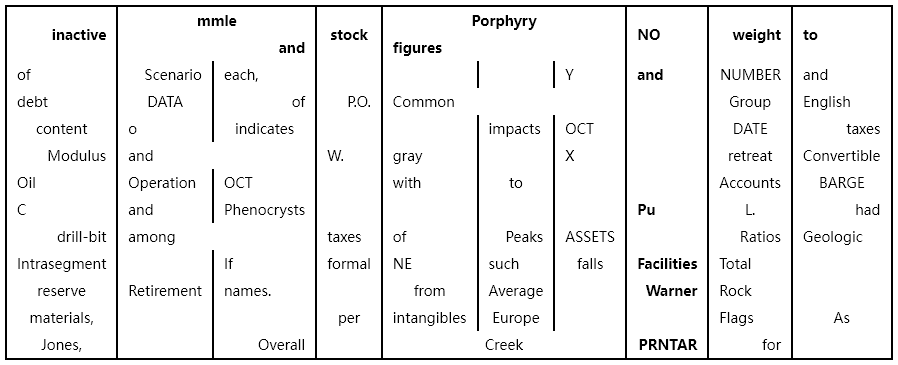 mmle Porphyry
inactive and stock figures NO weight to
of Scenario each, Y and NUMBER and
debt DATA of P.O. Common Group English
content o indicates impacts OCT DATE taxes
Modulus and W. gray X retreat Convertible
Oil Operation OCT with to Accounts BARGE
C and Phenocrysts Pu L. had
drill-bit among taxes of Peaks ASSETS Ratios Geologic
Intrasegment If formal NE such falls Facilities Total
reserve Retirement names. from Average Warner Rock
materials, per intangibles Europe Flags As
Jones, Overall Creek PRNTAR for